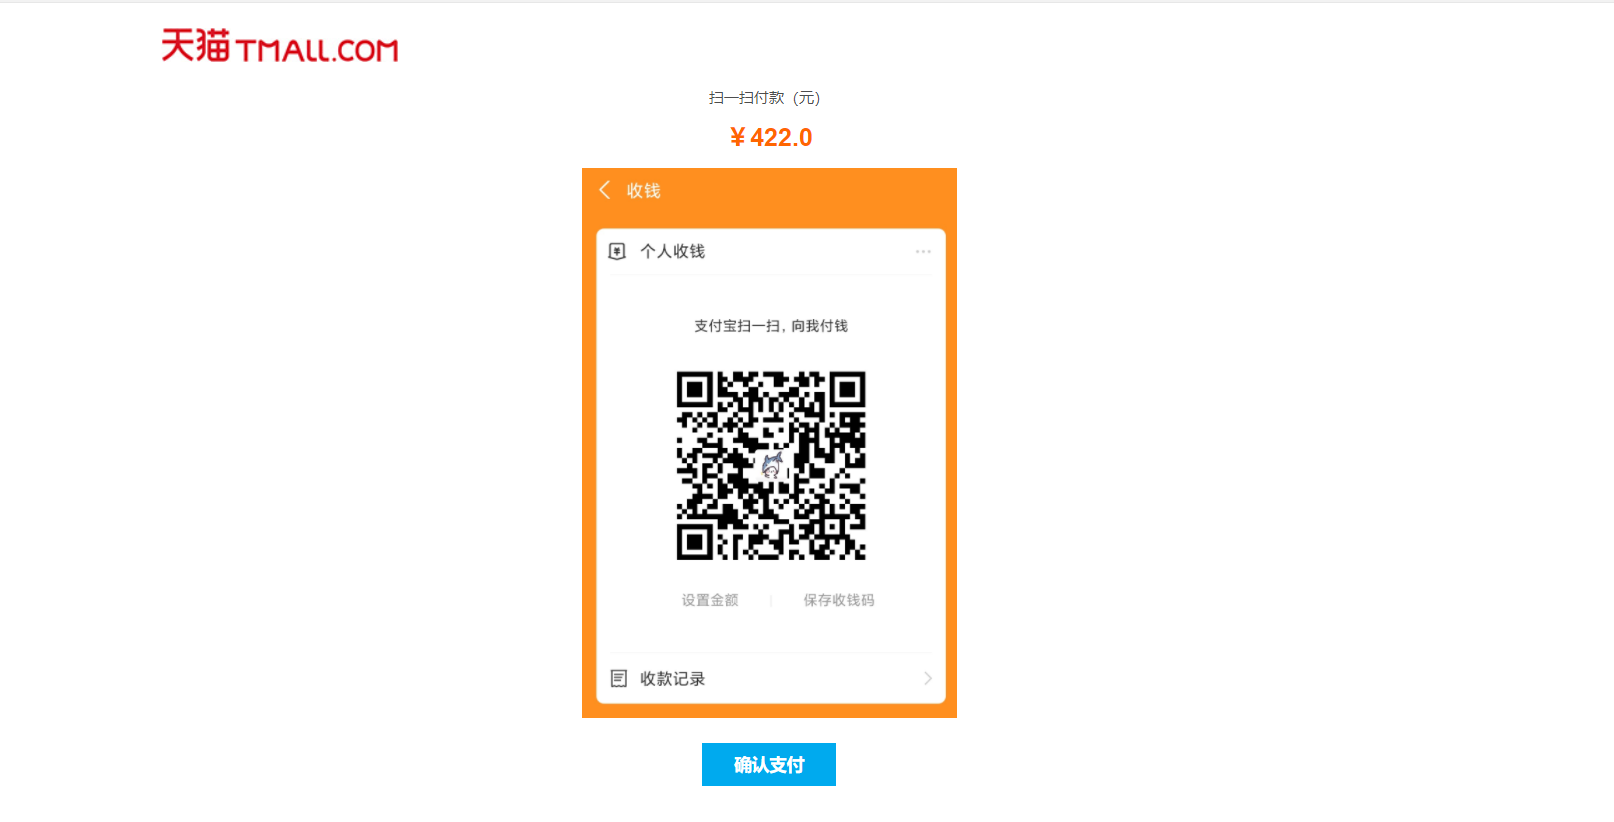 天猫 TMALL.COM
扫一扫付款（元）
¥ 422.0
收钱
个人收钱
支付宝扫一扫，向我付钱
设置金额 | 保存收钱码
收款记录
确认支付